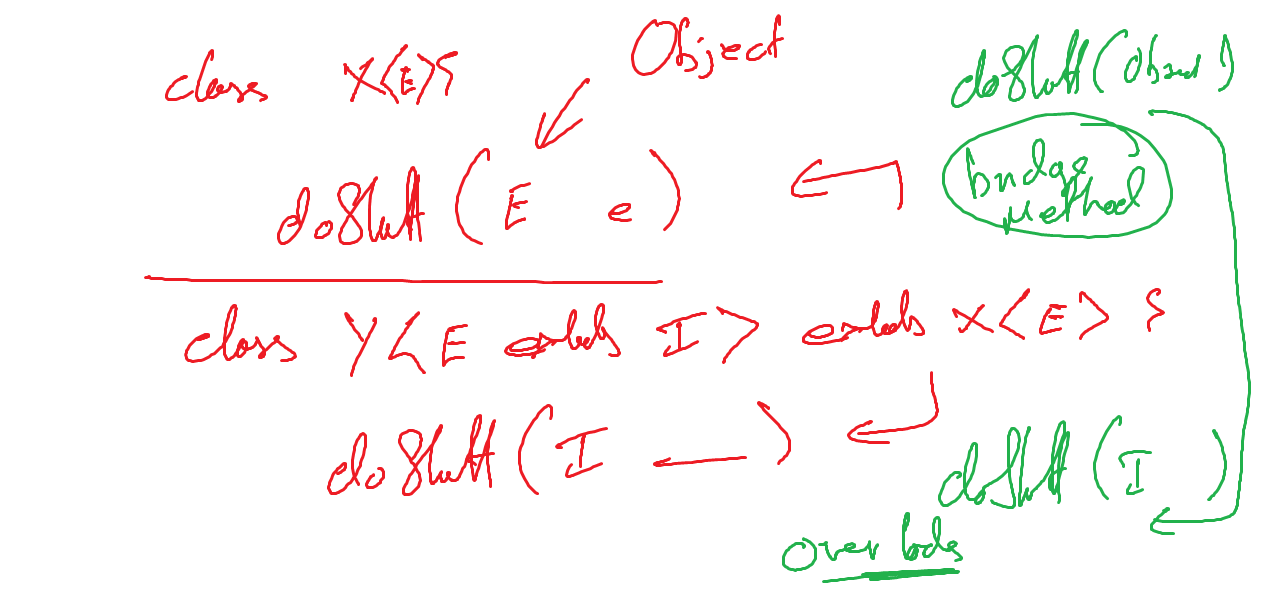 class X<E>{
Object
doStuff(Object)
doStuff(E e)
bridge
Method
class Y<E extends I> extends X<E> {
doStuff(I —)
doStuff(I )
overloads